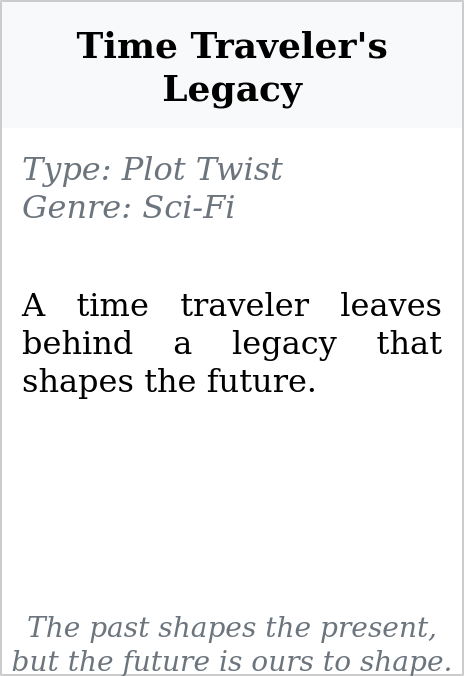 Time Traveler's
Legacy
Type: Plot Twist
Genre: Sci-Fi
A time traveler leaves
behind a legacy that
shapes the future.
The past shapes the present,
but the future is ours to shape.